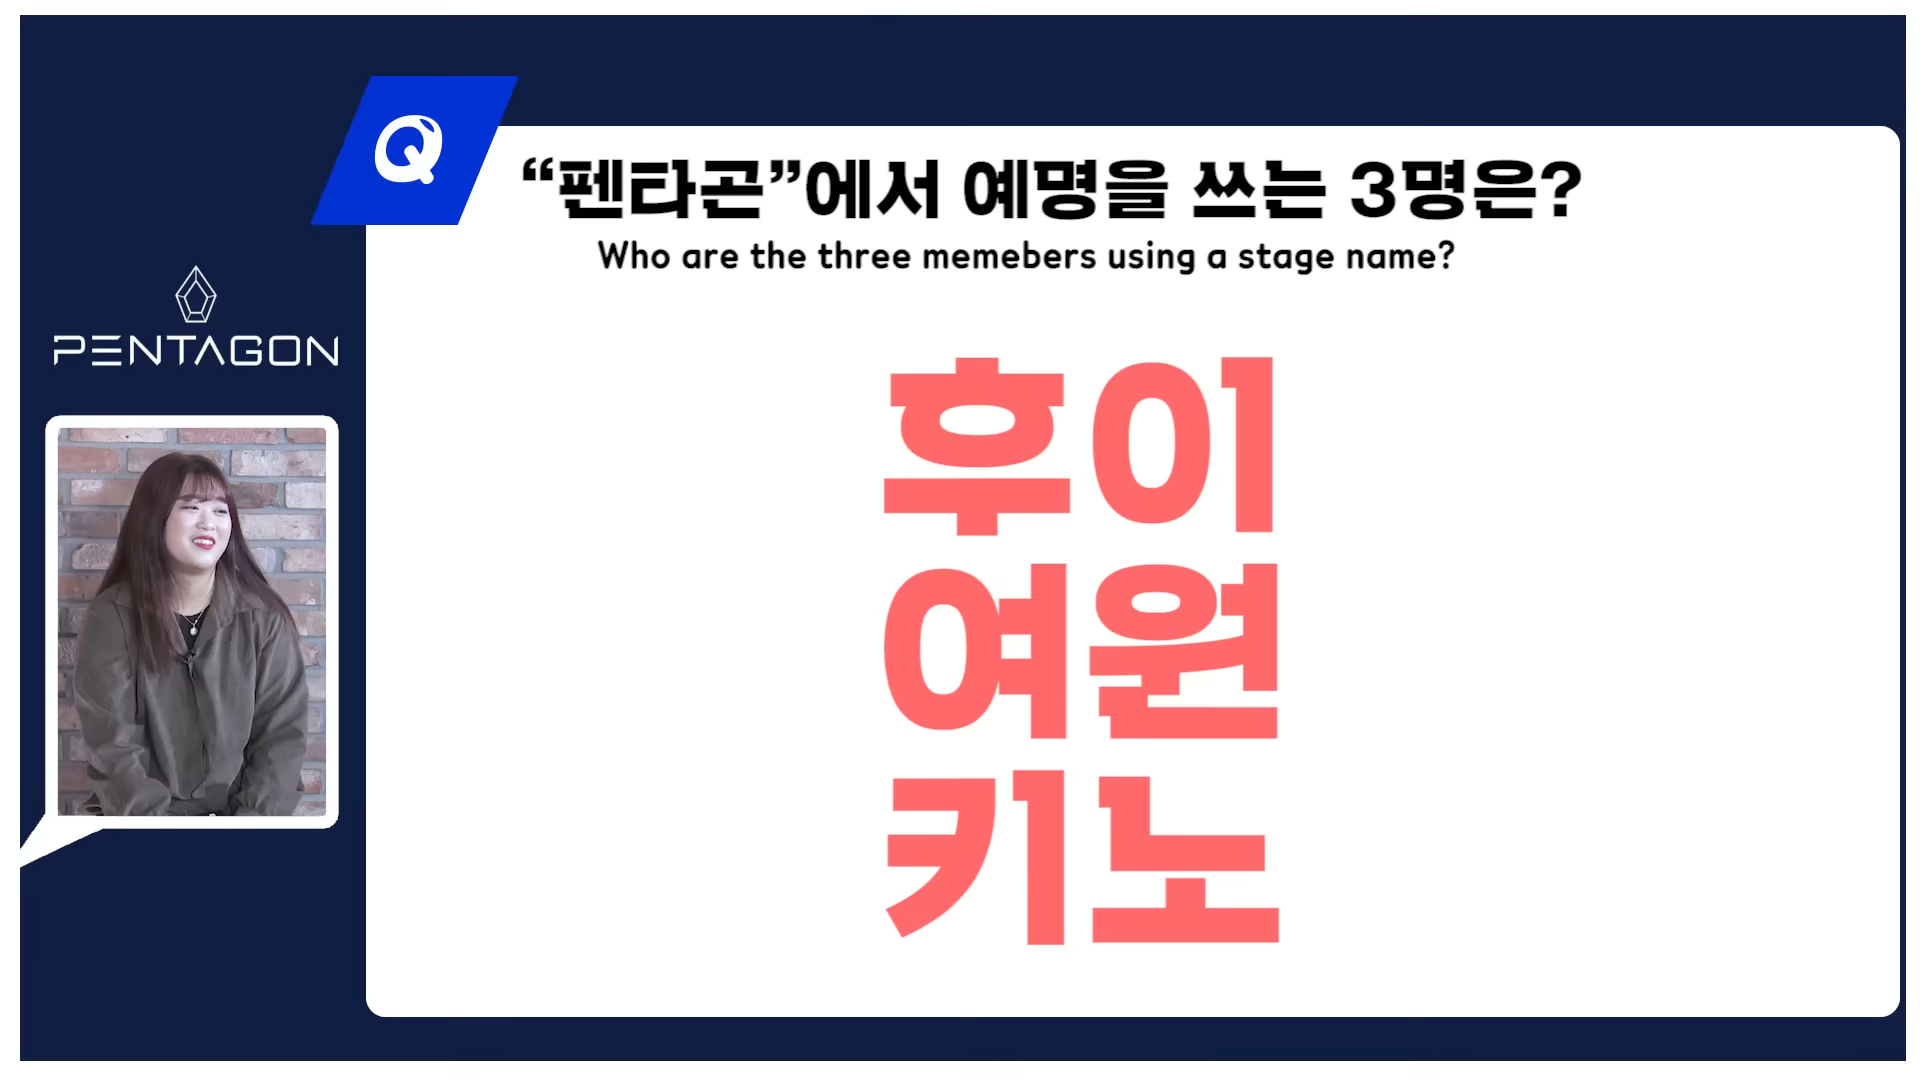 Q
“펜타곤”에서 예명을 쓰는 3명은?
Who are the three memebers using a stage name?
PENTAGON
후이
여원
키노